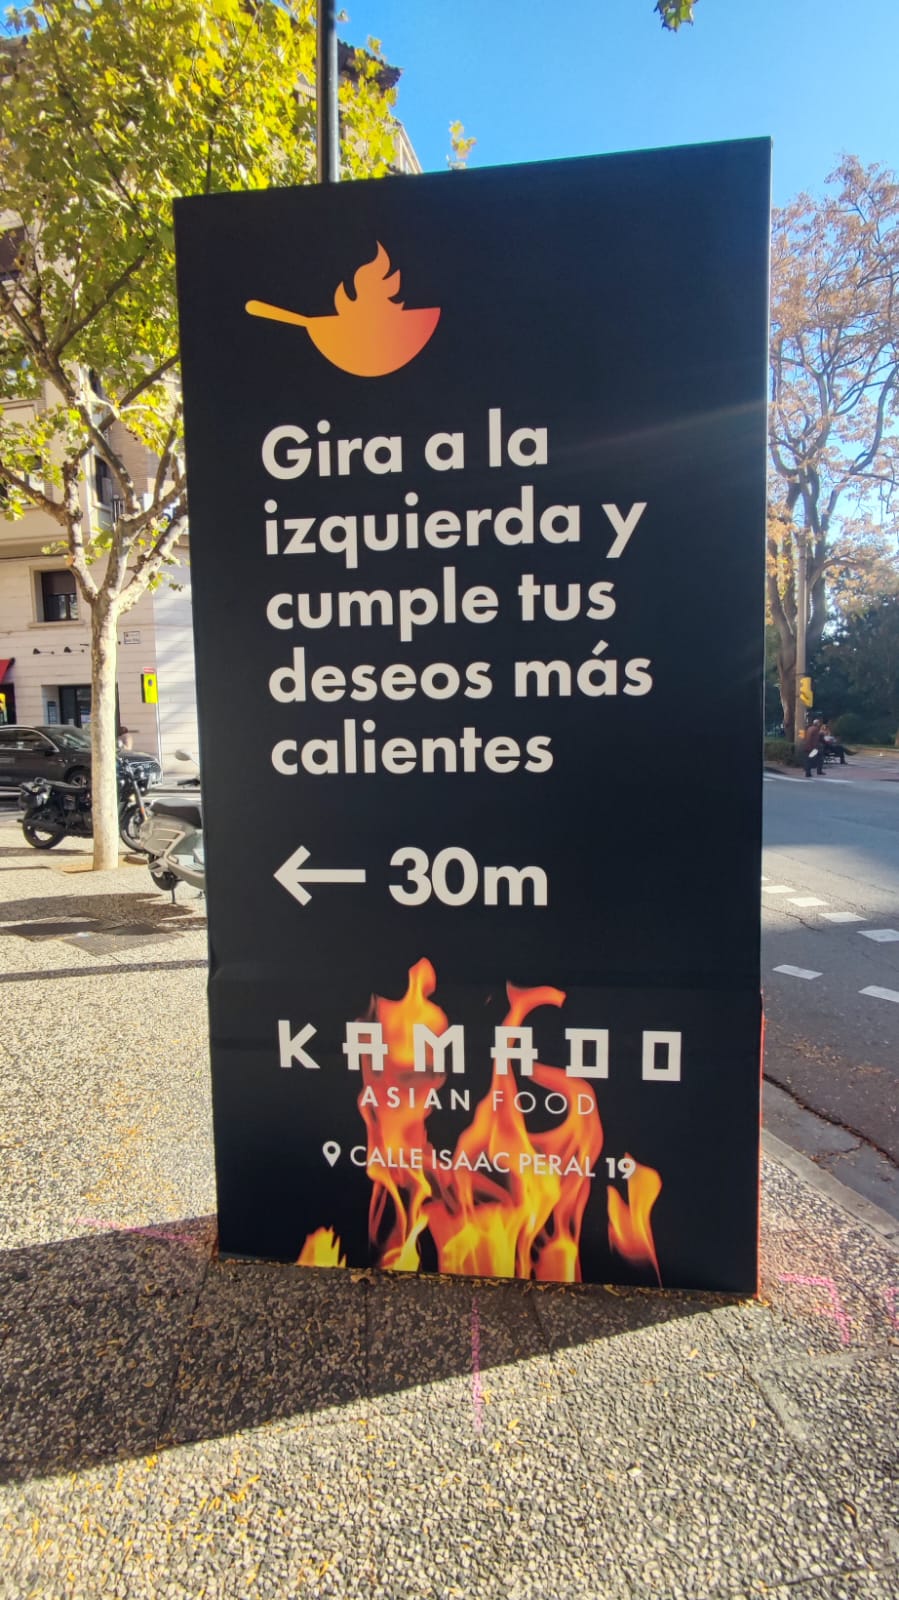 Gira a la
izquierda y
cumple tus
deseos más
calientes
← 30m
KAMADO
ASIAN FOOD
CALLE ISAAC PERAL 19